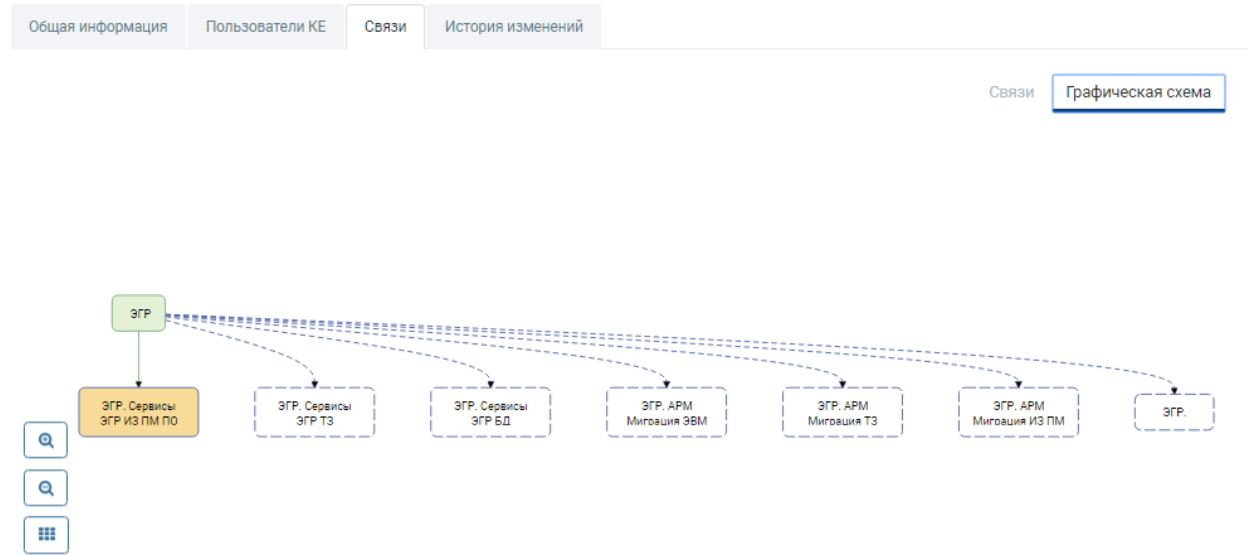 Общая информация
Пользователи КЕ
Связи
История изменений
Связи
Графическая схема
ЭГР
ЭГР. Сервисы
ЭГР ИЗ ПМ ПО
ЭГР. Сервисы
ЭГР ТЗ
ЭГР. Сервисы
ЭГР БД
ЭГР. АРМ
Миграция ЭВМ
ЭГР. АРМ
Миграция ТЗ
ЭГР. АРМ
Миграция ИЗ ПМ
ЭГР.